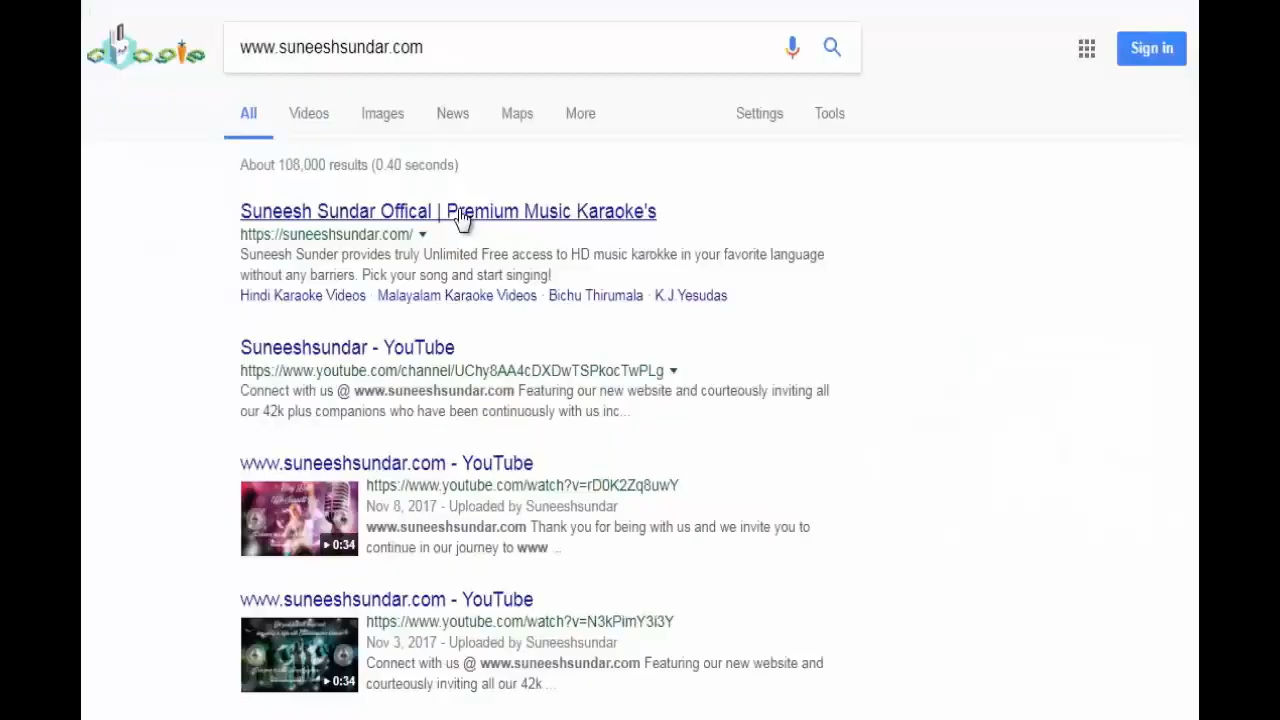 www.suneeshsundar.com
Sign in
All Videos Images News Maps More Settings Tools
About 108,000 results (0.40 seconds)
Suneesh Sundar Offical | Premium Music Karaoke's
https://suneeshsundar.com/
Suneesh Sunder provides truly Unlimited Free access to HD music karokke in your favorite language
without any barriers. Pick your song and start singing!
Hindi Karaoke Videos · Malayalam Karaoke Videos · Bichu Thirumala · K.J.Yesudas
Suneeshsundar - YouTube
https://www.youtube.com/channel/UChy8AA4cDXDwTSPkocTwPLg
Connect with us @ www.suneeshsundar.com Featuring our new website and courteously inviting all
our 42k plus companions who have been continuously with us inc...
www.suneeshsundar.com - YouTube
https://www.youtube.com/watch?v=rD0K2Zq8uwY
Nov 8, 2017 - Uploaded by Suneeshsundar
www.suneeshsundar.com Thank you for being with us and we invite you to
continue in our journey to www ...
0:34
www.suneeshsundar.com - YouTube
https://www.youtube.com/watch?v=N3kPimY3i3Y
Nov 3, 2017 - Uploaded by Suneeshsundar
Connect with us @ www.suneeshsundar.com Featuring our new website and
courteously inviting all our 42k ...
0:34